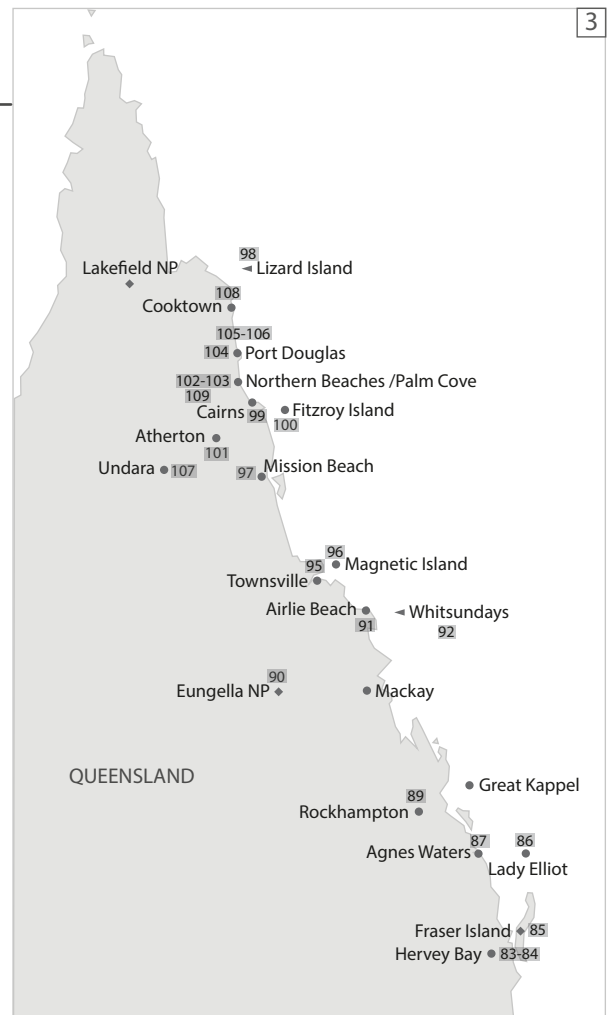 3
98
Lakefield NP
Lizard Island
108
Cooktown
105-106
104 Port Douglas
102-103 Northern Beaches /Palm Cove
109
Cairns 99 Fitzroy Island
100
Atherton
101
Undara 107 97 Mission Beach
96
95 Magnetic Island
Townsville
Airlie Beach Whitsundays
91 92
90
Eungella NP Mackay
QUEENSLAND
Great Kappel
89
Rockhampton
87 86
Agnes Waters
Lady Elliot
Fraser Island 85
Hervey Bay 83-84